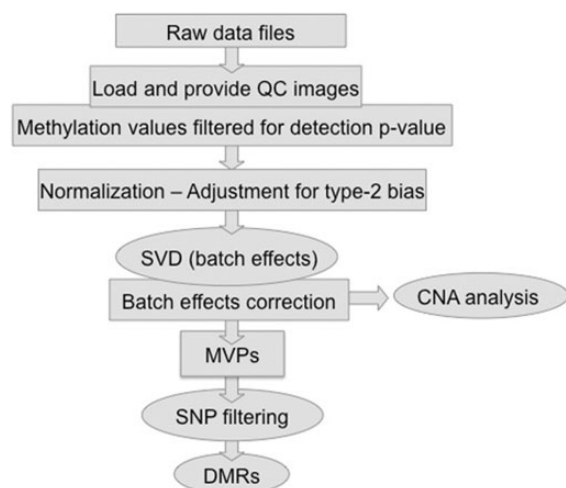 Raw data files
Load and provide QC images
Methylation values filtered for detection p-value
Normalization – Adjustment for type-2 bias
SVD (batch effects)
Batch effects correction
CNA analysis
MVPs
SNP filtering
DMRs